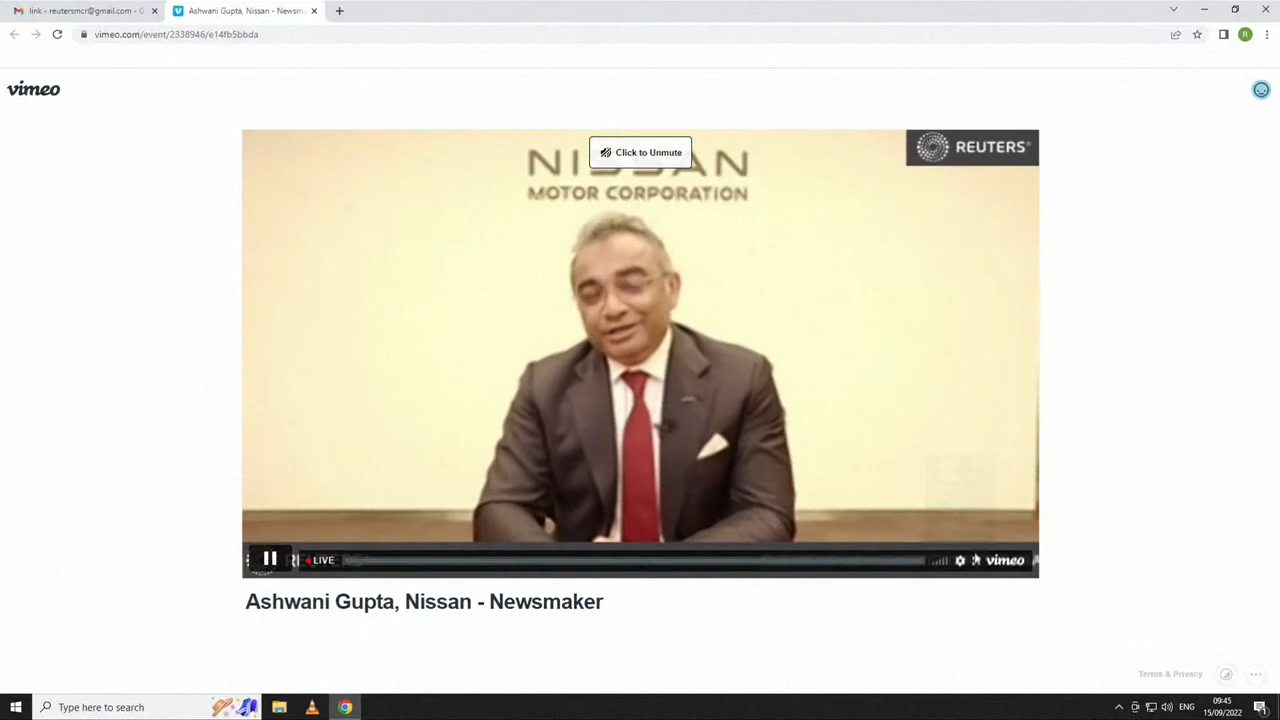 link - reutersmcr@gmail.com - G
Ashwani Gupta, Nissan - Newsm
vimeo.com/event/2338946/e14fb5bbda
R
vimeo
Click to Unmute
REUTERS
NISSAN
MOTOR CORPORATION
LIVE
vimeo
Ashwani Gupta, Nissan - Newsmaker
Terms & Privacy
Type here to search
ENG
09:45
15/09/2022
1